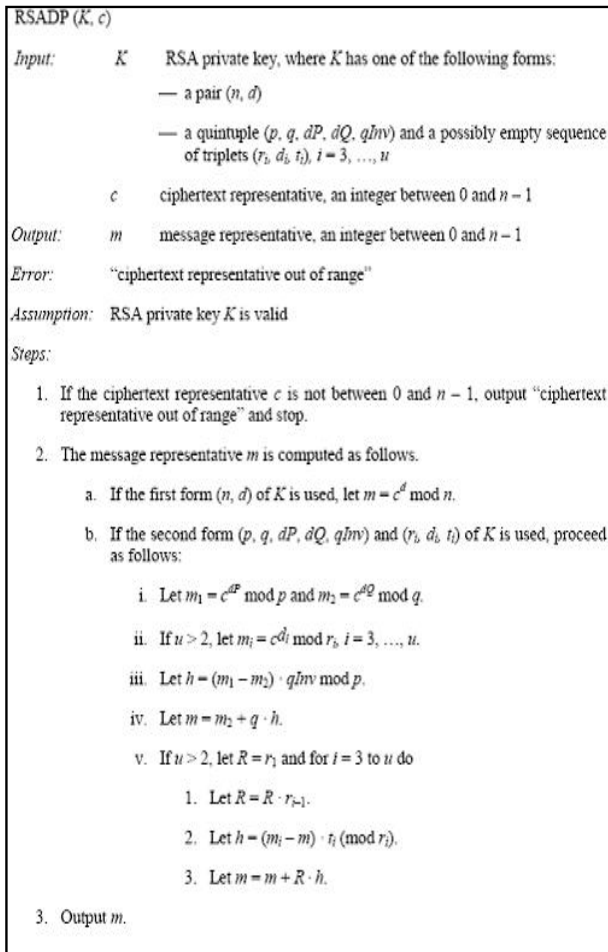 RSADP (K, c)
Input: K RSA private key, where K has one of the following forms:
— a pair (n, d)
— a quintuple (p, q, dP, dQ, qInv) and a possibly empty sequence
of triplets (rᵢ, dᵢ, tᵢ), i = 3, …, u
c ciphertext representative, an integer between 0 and n – 1
Output: m message representative, an integer between 0 and n – 1
Error: “ciphertext representative out of range”
Assumption: RSA private key K is valid
Steps:
1. If the ciphertext representative c is not between 0 and n – 1, output “ciphertext
representative out of range” and stop.
2. The message representative m is computed as follows.
a. If the first form (n, d) of K is used, let m = c^d mod n.
b. If the second form (p, q, dP, dQ, qInv) and (rᵢ, dᵢ, tᵢ) of K is used, proceed
as follows:
i. Let m₁ = c^dP mod p and m₂ = c^dQ mod q.
ii. If u > 2, let mᵢ = c^dᵢ mod rᵢ, i = 3, …, u.
iii. Let h = (m₁ – m₂) · qInv mod p.
iv. Let m = m₂ + q · h.
v. If u > 2, let R = r₁ and for i = 3 to u do
1. Let R = R · rᵢ₋₁.
2. Let h = (mᵢ – m) · tᵢ (mod rᵢ).
3. Let m = m + R · h.
3. Output m.